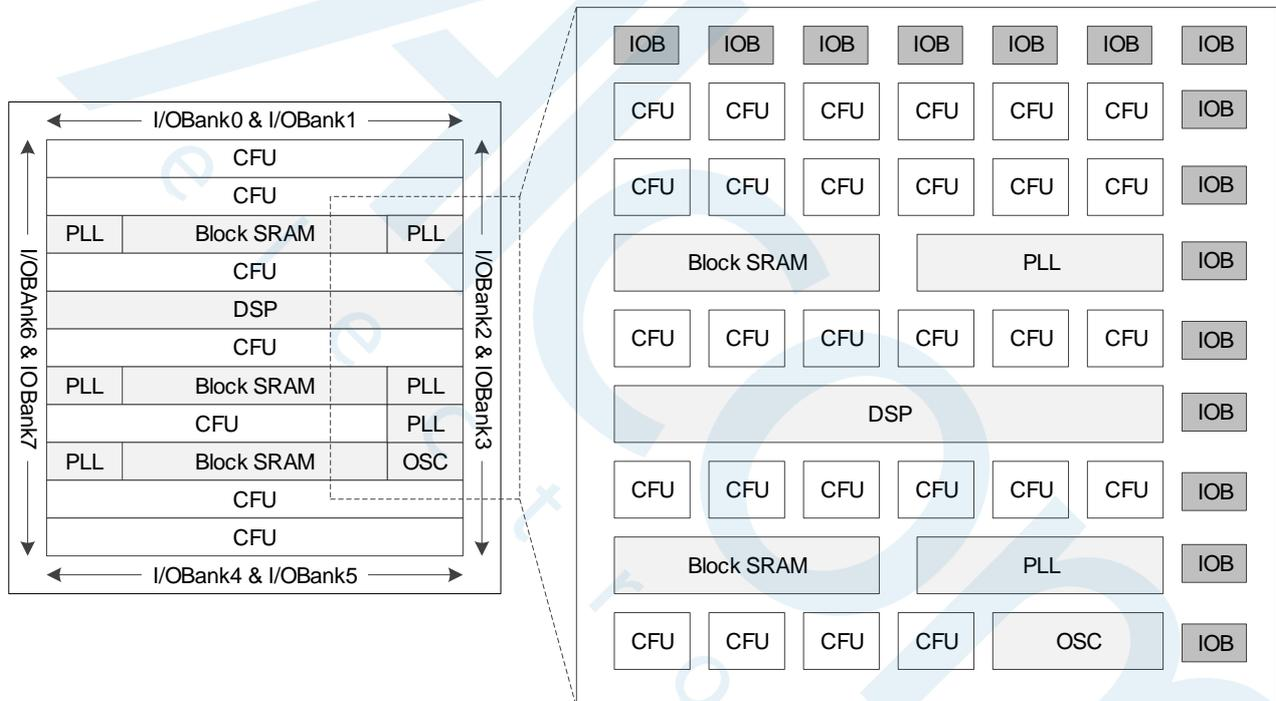 I/OBank0 & I/OBank1
CFU
CFU
PLL Block SRAM PLL
CFU
DSP
CFU
PLL Block SRAM PLL
CFU PLL
PLL Block SRAM OSC
CFU
CFU
I/OBank4 & I/OBank5
I/OBAnk6 & IOBank7
I/OBank2 & IOBank3
IOB IOB IOB IOB IOB IOB IOB
CFU CFU CFU CFU CFU CFU IOB
CFU CFU CFU CFU CFU CFU IOB
Block SRAM PLL IOB
CFU CFU CFU CFU CFU CFU IOB
DSP IOB
CFU CFU CFU CFU CFU CFU IOB
Block SRAM PLL IOB
CFU CFU CFU CFU OSC IOB